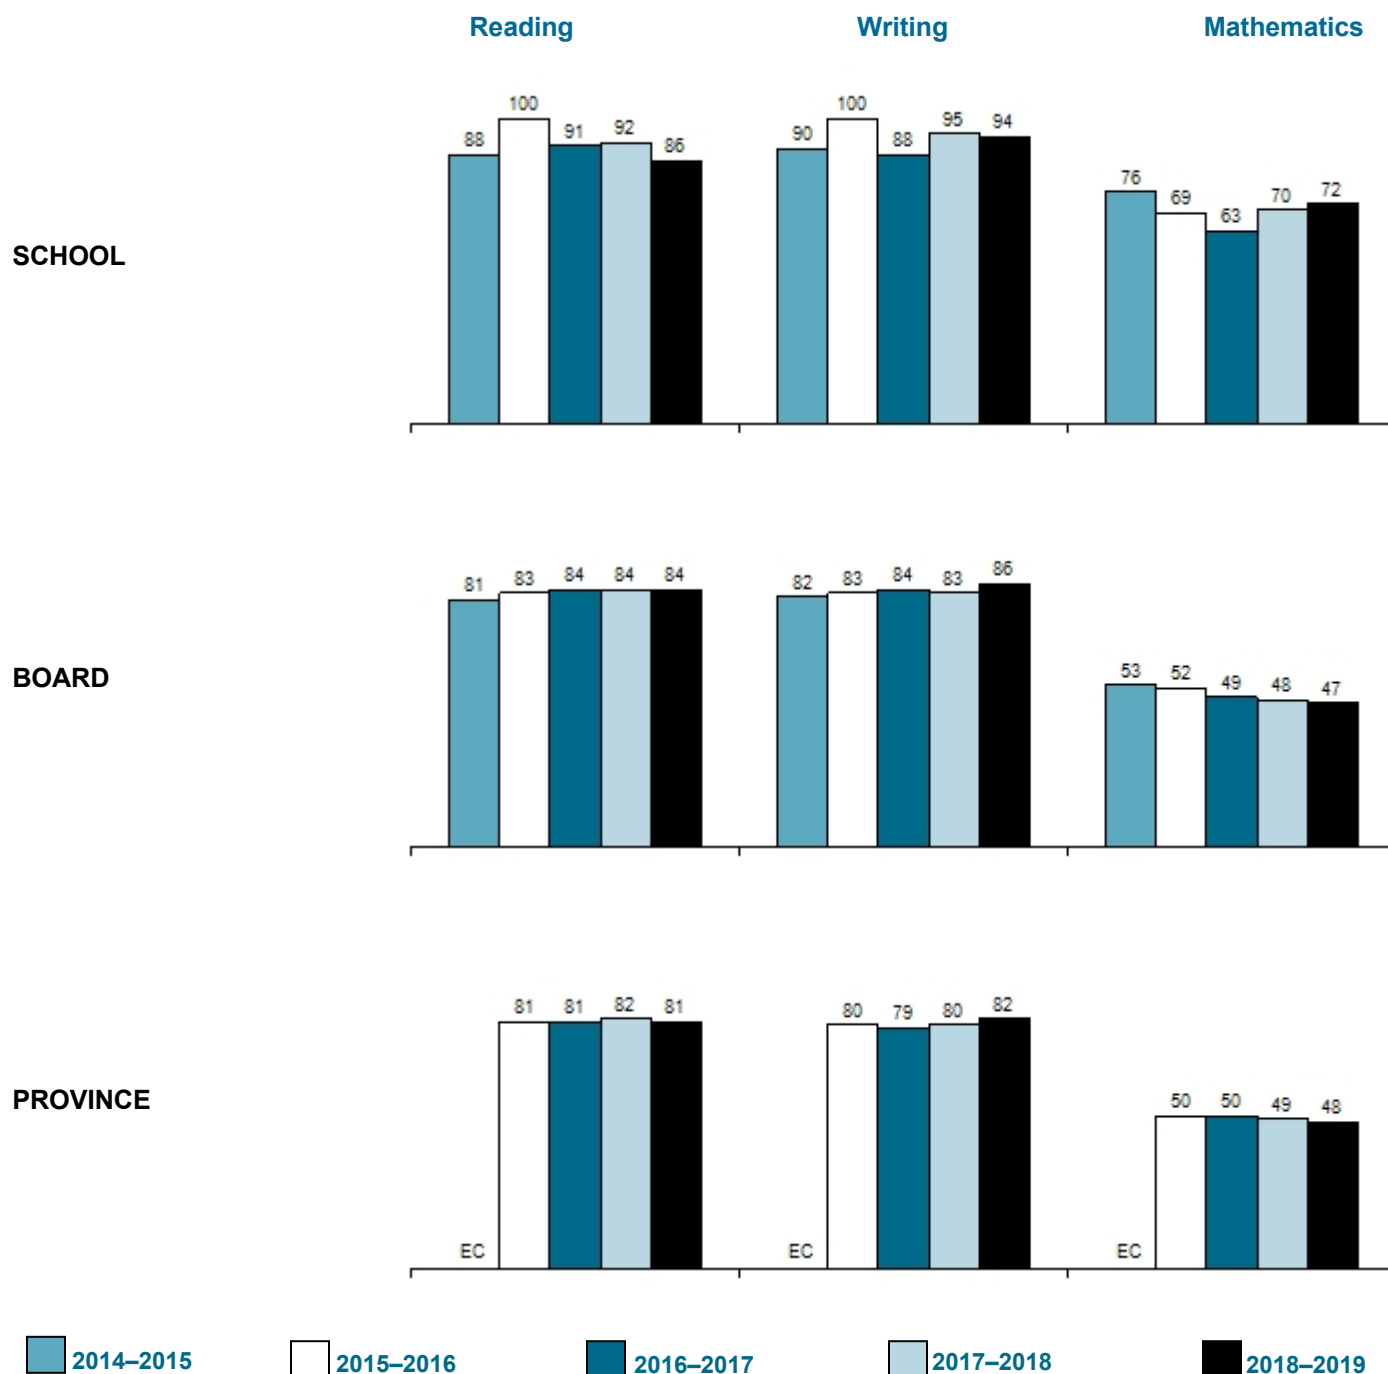 Reading Writing Mathematics
SCHOOL
88 100 91 92 86 90 100 88 95 94 76 69 63 70 72
BOARD
81 83 84 84 84 82 83 84 83 86 53 52 49 48 47
PROVINCE
EC 81 81 82 81 EC 80 79 80 82 EC 50 50 49 48
2014–2015 2015–2016 2016–2017 2017–2018 2018–2019